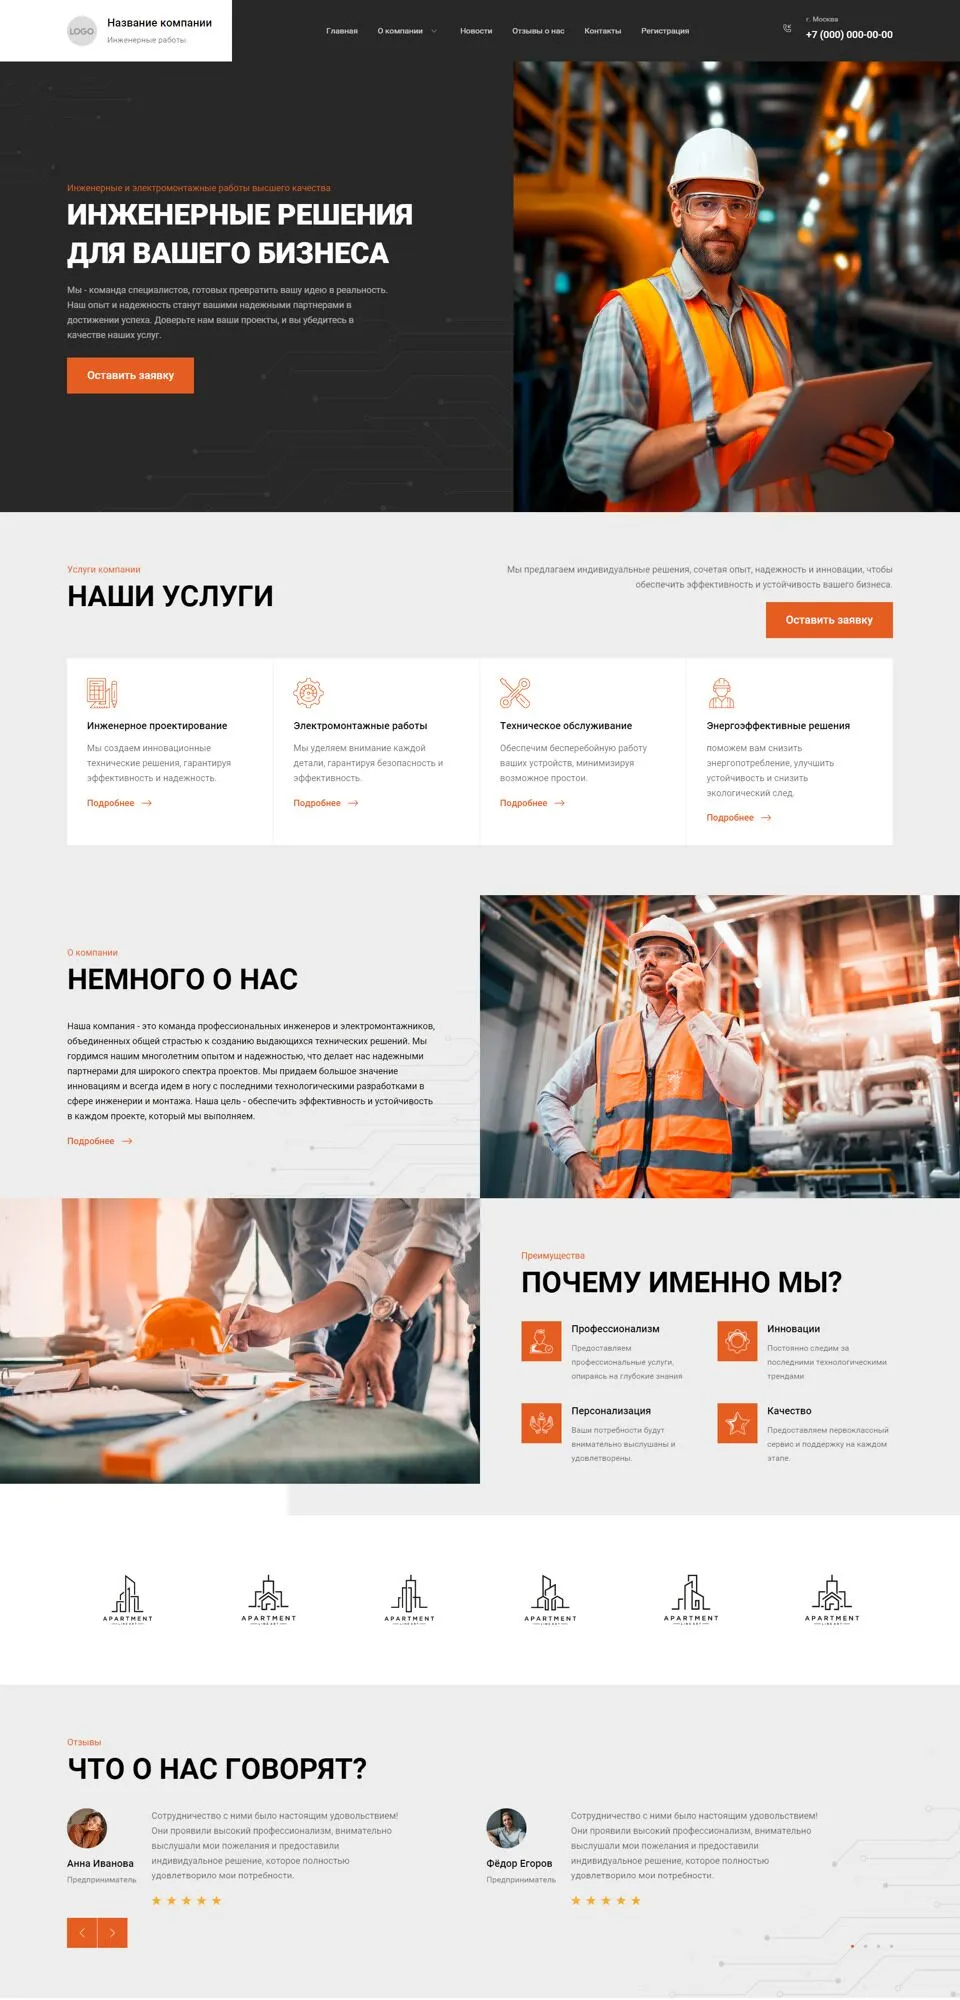 LOGO
Название компании
Инженерные работы
Главная
О компании
Новости
Отзывы о нас
Контакты
Регистрация
г. Москва
+7 (000) 000-00-00
Инженерные и электромонтажные работы высшего качества
ИНЖЕНЕРНЫЕ РЕШЕНИЯ
ДЛЯ ВАШЕГО БИЗНЕСА
Мы - команда специалистов, готовых превратить вашу идею в реальность.
Наш опыт и надежность станут вашими надежными партнерами в
достижении успеха. Доверьте нам ваши проекты, и вы убедитесь в
качестве наших услуг.
Оставить заявку
Услуги компании
НАШИ УСЛУГИ
Мы предлагаем индивидуальные решения, сочетая опыт, надежность и инновации, чтобы
обеспечить эффективность и устойчивость вашего бизнеса.
Оставить заявку
Инженерное проектирование
Мы создаем инновационные
технические решения, гарантируя
эффективность и надежность.
Подробнее
Электромонтажные работы
Мы уделяем внимание каждой
детали, гарантируя безопасность и
эффективность.
Подробнее
Техническое обслуживание
Обеспечим бесперебойную работу
ваших устройств, минимизируя
возможное простои.
Подробнее
Энергоэффективные решения
поможем вам снизить
энергопотребление, улучшить
устойчивость и снизить
экологический след.
Подробнее
О компании
НЕМНОГО О НАС
Наша компания - это команда профессиональных инженеров и электромонтажников,
объединенных общей страстью к созданию выдающихся технических решений. Мы
гордимся нашим многолетним опытом и надежностью, что делает нас надежными
партнерами для широкого спектра проектов. Мы придаем большое значение
инновациям и всегда идем в ногу с последними технологическими разработками в
сфере инженерии и монтажа. Наша цель - обеспечить эффективность и устойчивость
в каждом проекте, который мы выполняем.
Подробнее
Преимущества
ПОЧЕМУ ИМЕННО МЫ?
Профессионализм
Предоставляем
профессиональные услуги,
опираясь на глубокие знания
Инновации
Постоянно следим за
последними технологическими
трендами
Персонализация
Ваши потребности будут
внимательно выслушаны и
удовлетворены.
Качество
Предоставляем первоклассный
сервис и поддержку на каждом
этапе.
APARTMENT
APARTMENT
APARTMENT
APARTMENT
APARTMENT
APARTMENT
Отзывы
ЧТО О НАС ГОВОРЯТ?
Анна Иванова
Предприниматель
Сотрудничество с ними было настоящим удовольствием!
Они проявили высокий профессионализм, внимательно
выслушали мои пожелания и предоставили
индивидуальное решение, которое полностью
удовлетворило мои потребности.
Фёдор Егоров
Предприниматель
Сотрудничество с ними было настоящим удовольствием!
Они проявили высокий профессионализм, внимательно
выслушали мои пожелания и предоставили
индивидуальное решение, которое полностью
удовлетворило мои потребности.